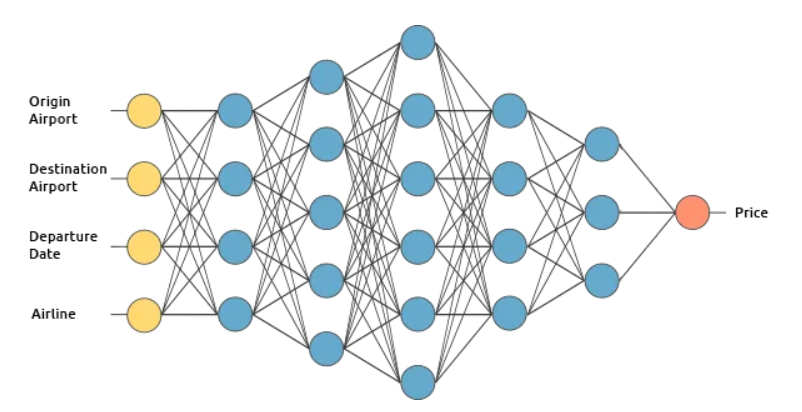 Origin
Airport
Destination
Airport
Departure
Date
Airline
Price